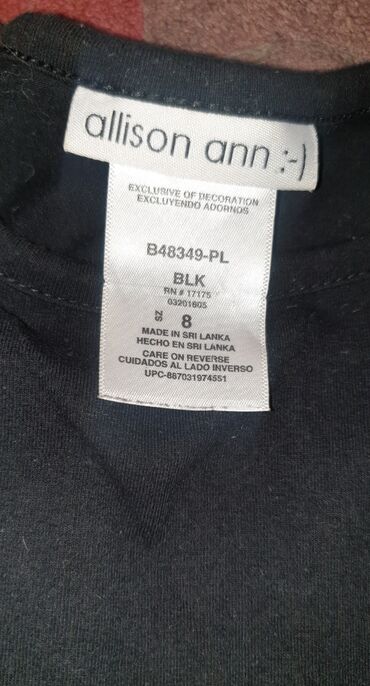 allison ann :-)
EXCLUSIVE OF DECORATION
EXCLUYENDO ADORNOS
B48349-PL
BLK
RN # 17175
03201605
SZ 8
MADE IN SRI LANKA
HECHO EN SRI LANKA
CARE ON REVERSE
CUIDADOS AL LADO INVERSO
UPC-887031974551